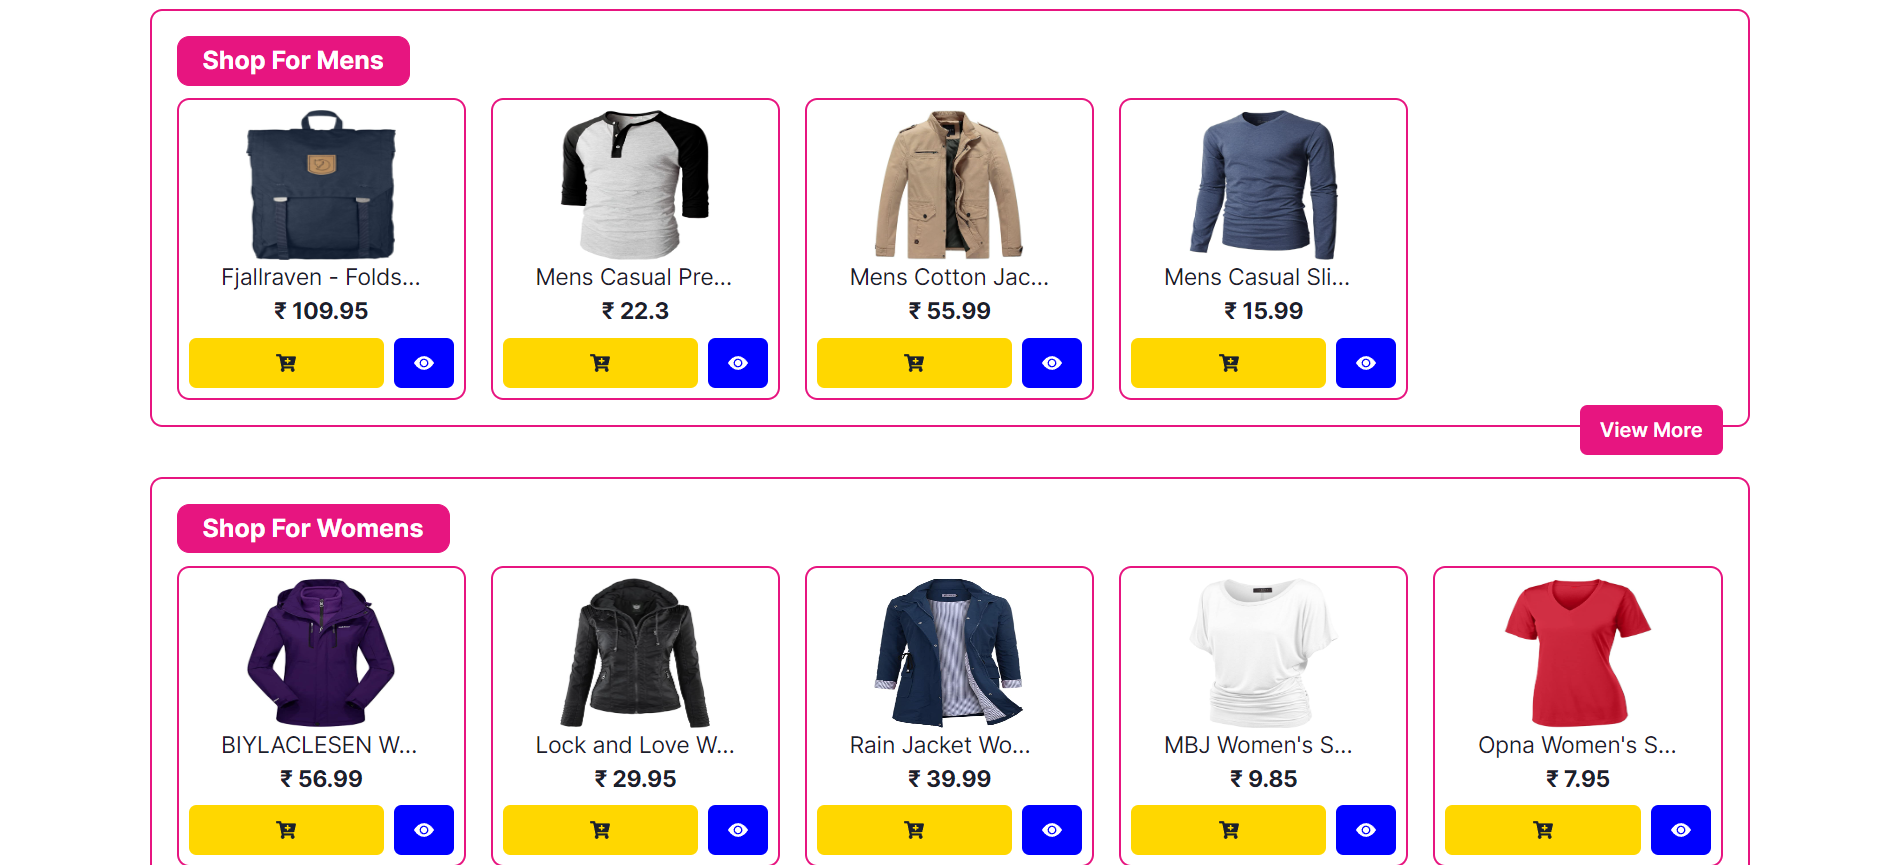 Shop For Mens
Fjallraven - Folds...
₹ 109.95
Mens Casual Pre...
₹ 22.3
Mens Cotton Jac...
₹ 55.99
Mens Casual Sli...
₹ 15.99
View More
Shop For Womens
BIYLACLESEN W...
₹ 56.99
Lock and Love W...
₹ 29.95
Rain Jacket Wo...
₹ 39.99
MBJ Women's S...
₹ 9.85
Opna Women's S...
₹ 7.95